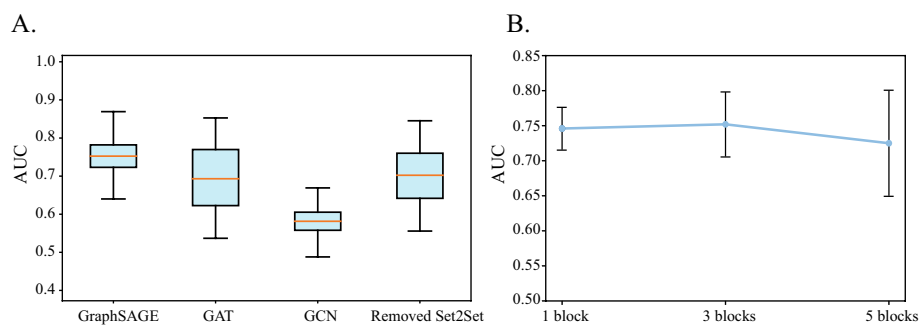 A.
1.0
0.9
0.8
0.7
0.6
0.5
0.4
AUC
GraphSAGE GAT GCN Removed Set2Set
B.
0.85
0.80
0.75
0.70
0.65
0.60
0.55
0.50
AUC
1 block 3 blocks 5 blocks